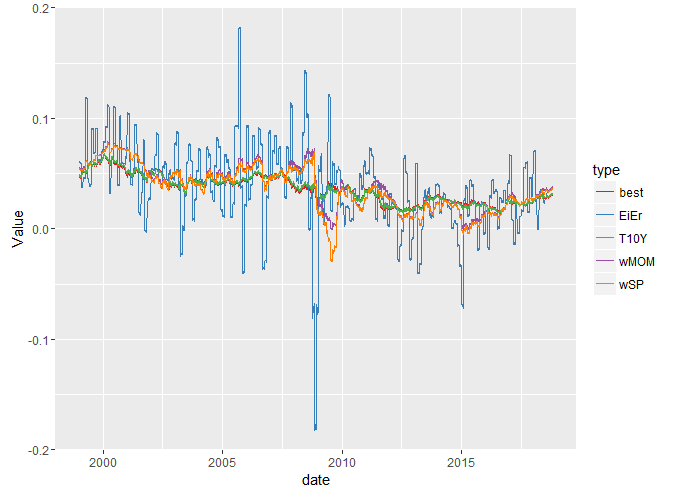 0.2
0.1
0.0
-0.1
-0.2
Value
2000
2005
2010
2015
date
type
best
EiEr
T10Y
wMOM
wSP